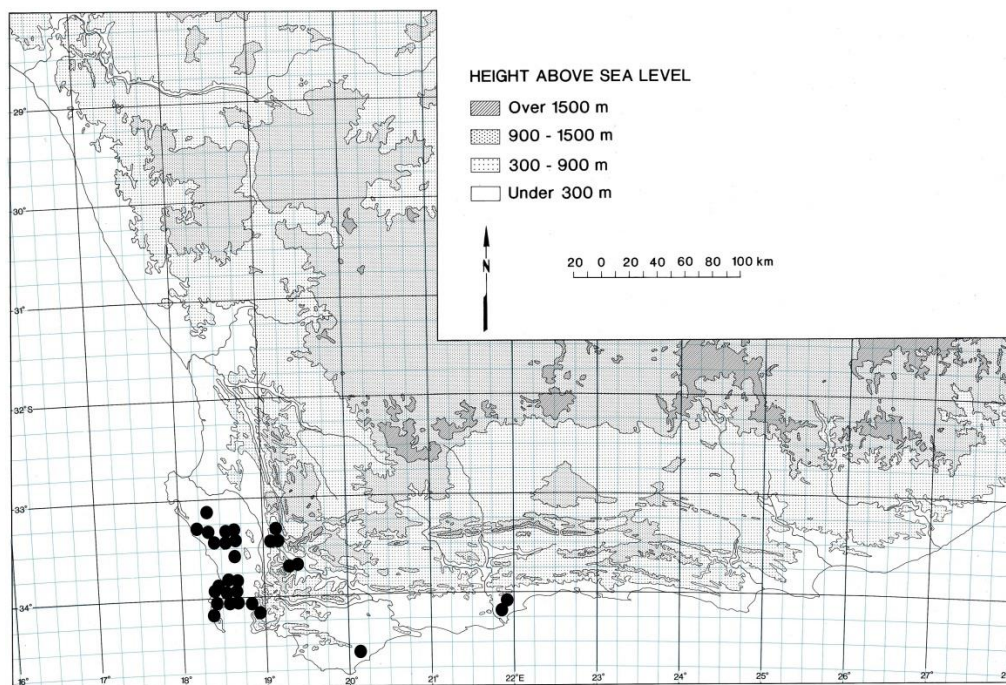 HEIGHT ABOVE SEA LEVEL
Over 1500 m
900 - 1500 m
300 - 900 m
Under 300 m
N
20 0 20 40 60 80 100 km
29°
30°
31°
32°S
33°
34°
16° 17° 18° 19° 20° 21° 22°E 23° 24° 25° 26° 27°